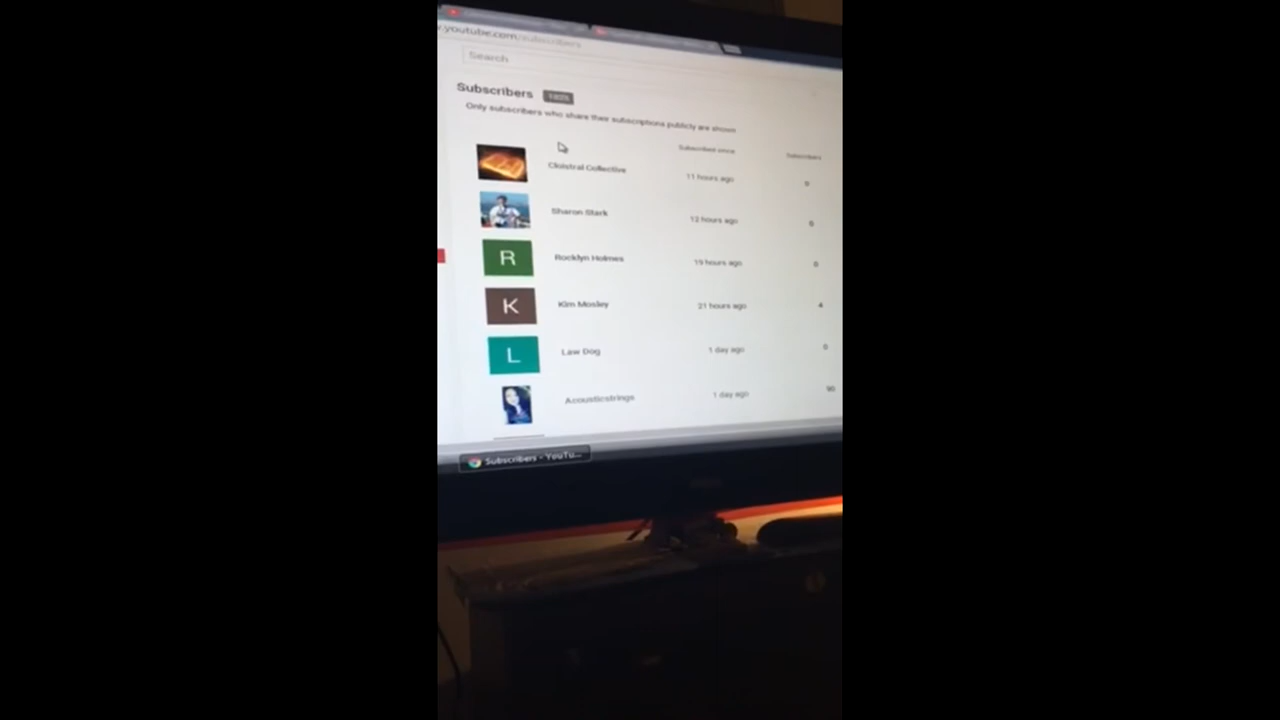 youtube.com/subscribers
Search
Subscribers
Only subscribers who share their subscriptions publicly are shown
Subscribed since Subscribers
Cloistral Collective 11 hours ago 9
Sharon Stark 12 hours ago
Rocklyn Holmes 19 hours ago
R
Kim Mosley 21 hours ago 4
K
Law Dog 1 day ago 0
L
Acousticstrings 1 day ago 90
Subscribers - YouTu...